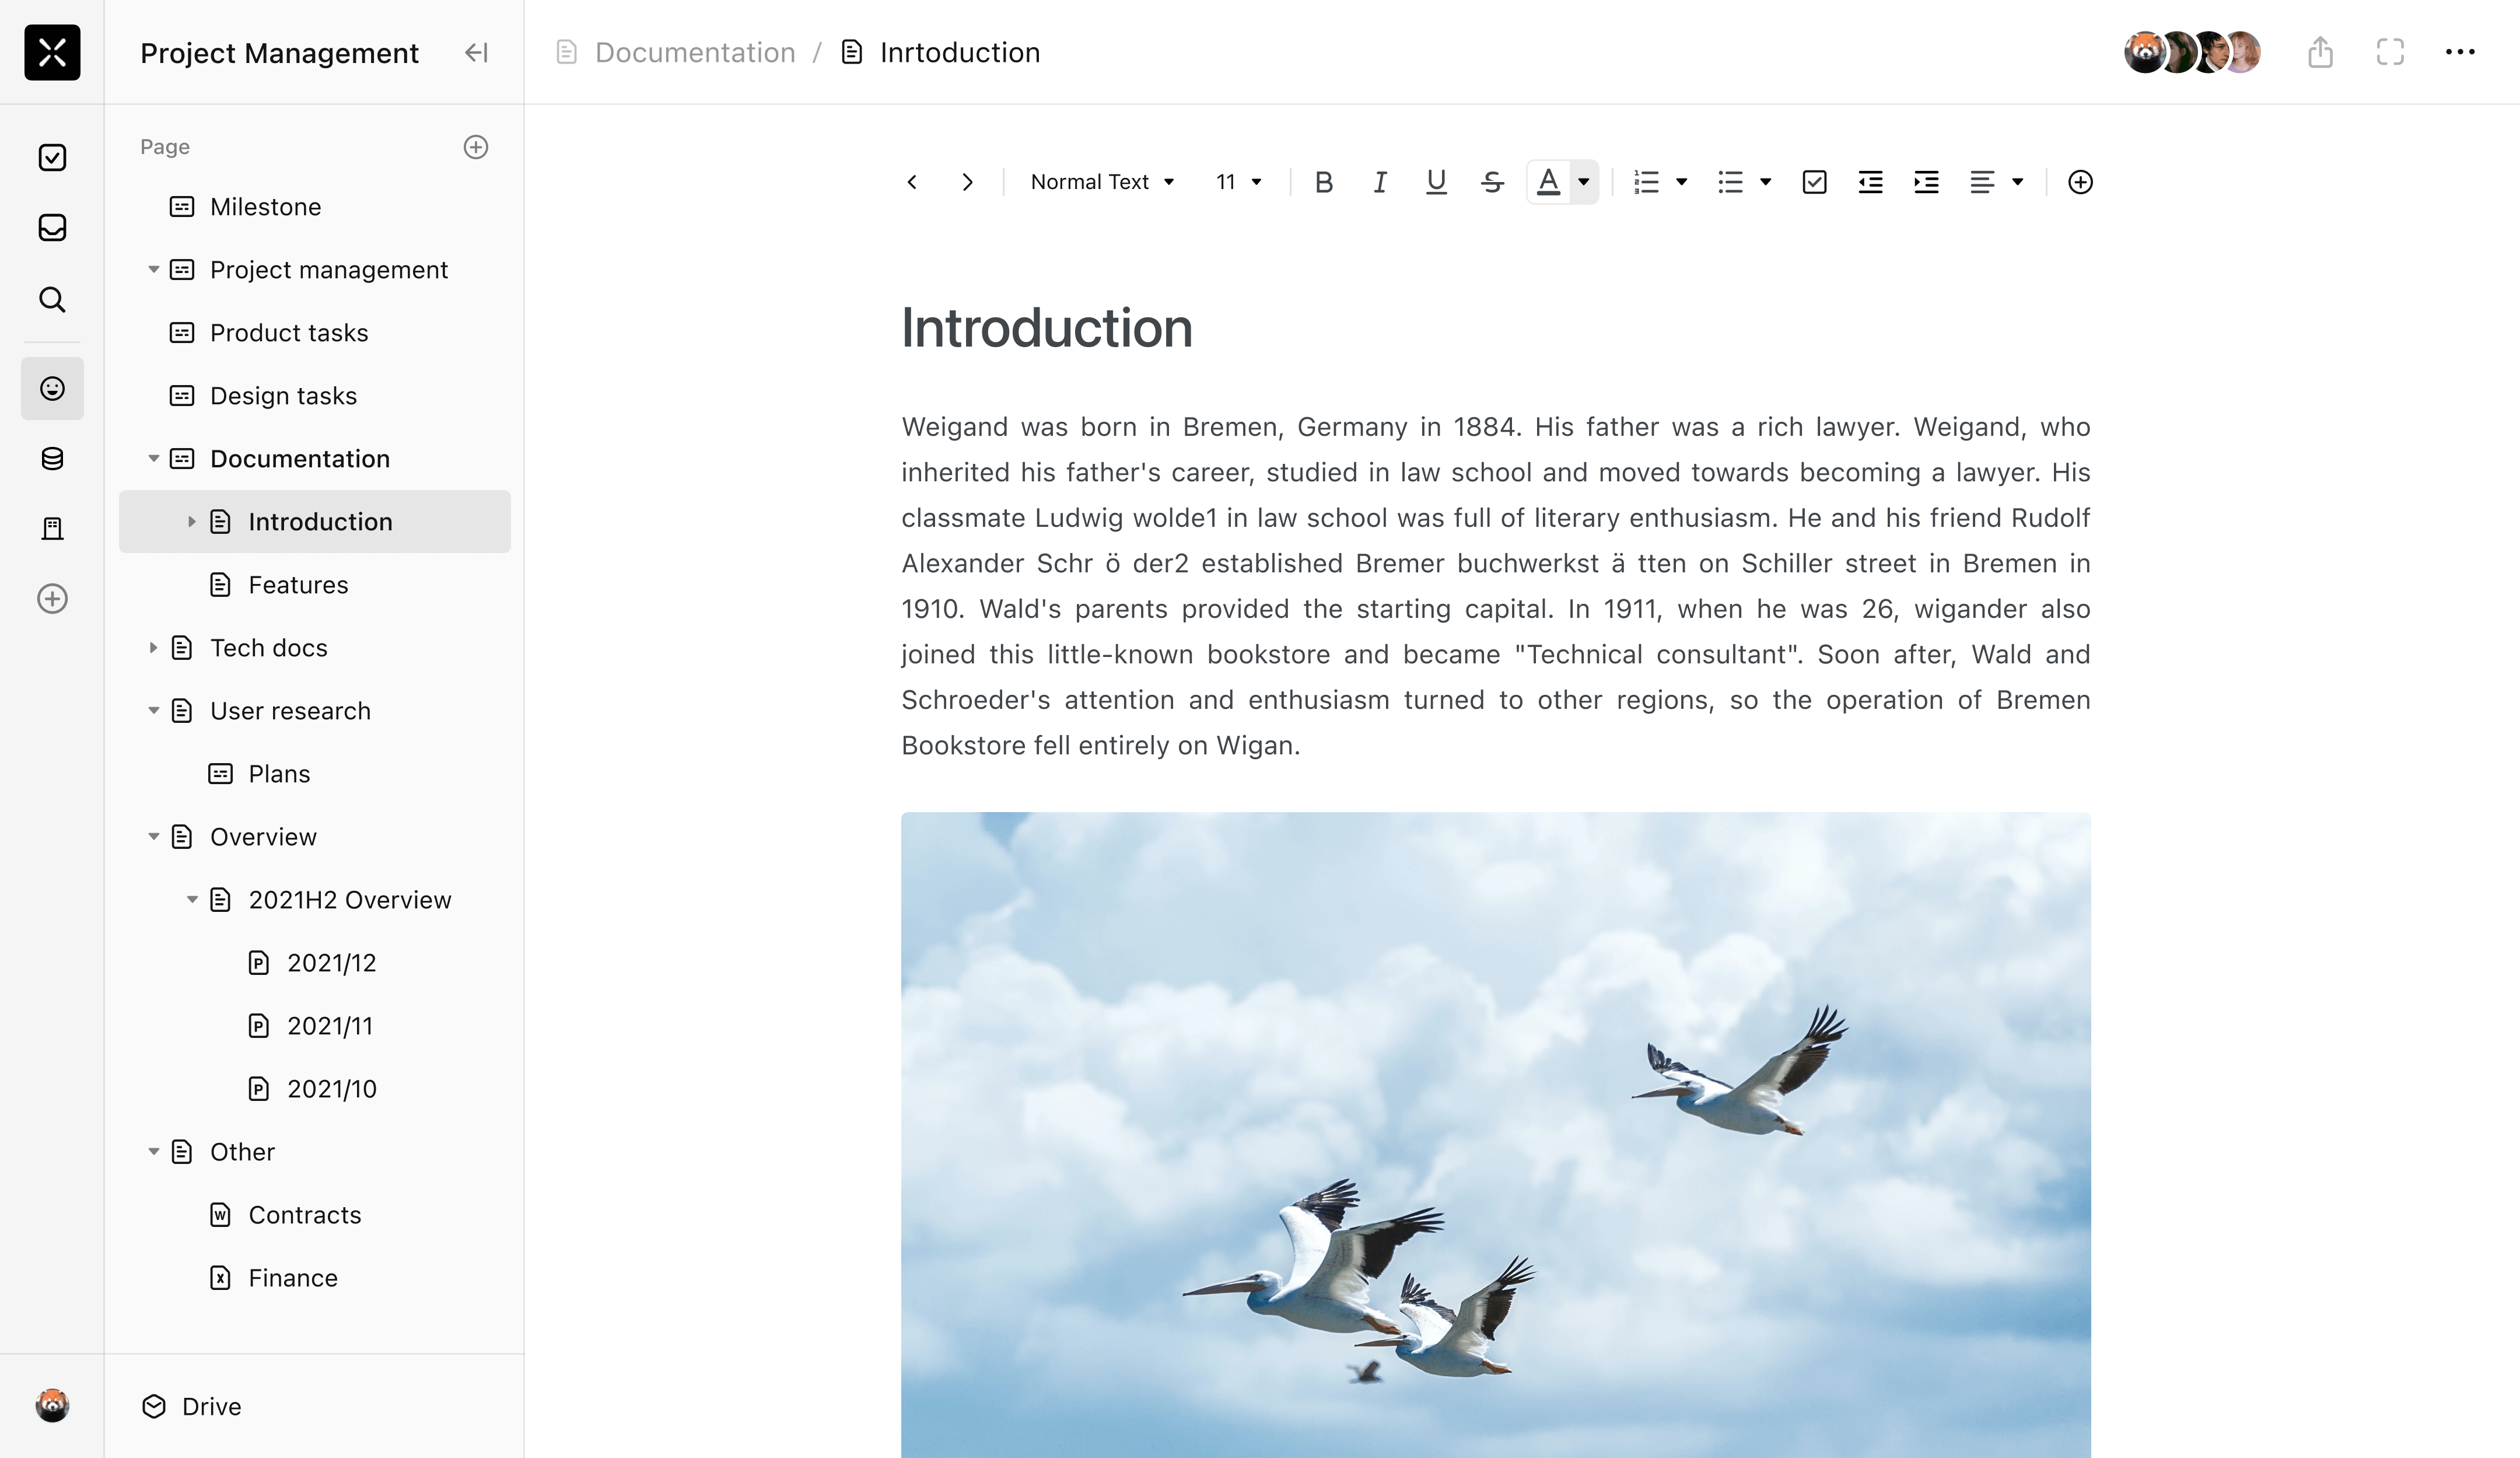 Project Management
Documentation / Inrtoduction
Page
Milestone
Project management
Product tasks
Design tasks
Documentation
Introduction
Features
Tech docs
User research
Plans
Overview
2021H2 Overview
P 2021/12
P 2021/11
P 2021/10
Other
W Contracts
X Finance
Drive
Normal Text 11 B I U S A
Introduction
Weigand was born in Bremen, Germany in 1884. His father was a rich lawyer. Weigand, who
inherited his father's career, studied in law school and moved towards becoming a lawyer. His
classmate Ludwig wolde1 in law school was full of literary enthusiasm. He and his friend Rudolf
Alexander Schr ö der2 established Bremer buchwerkst ä tten on Schiller street in Bremen in
1910. Wald's parents provided the starting capital. In 1911, when he was 26, wigander also
joined this little-known bookstore and became "Technical consultant". Soon after, Wald and
Schroeder's attention and enthusiasm turned to other regions, so the operation of Bremen
Bookstore fell entirely on Wigan.